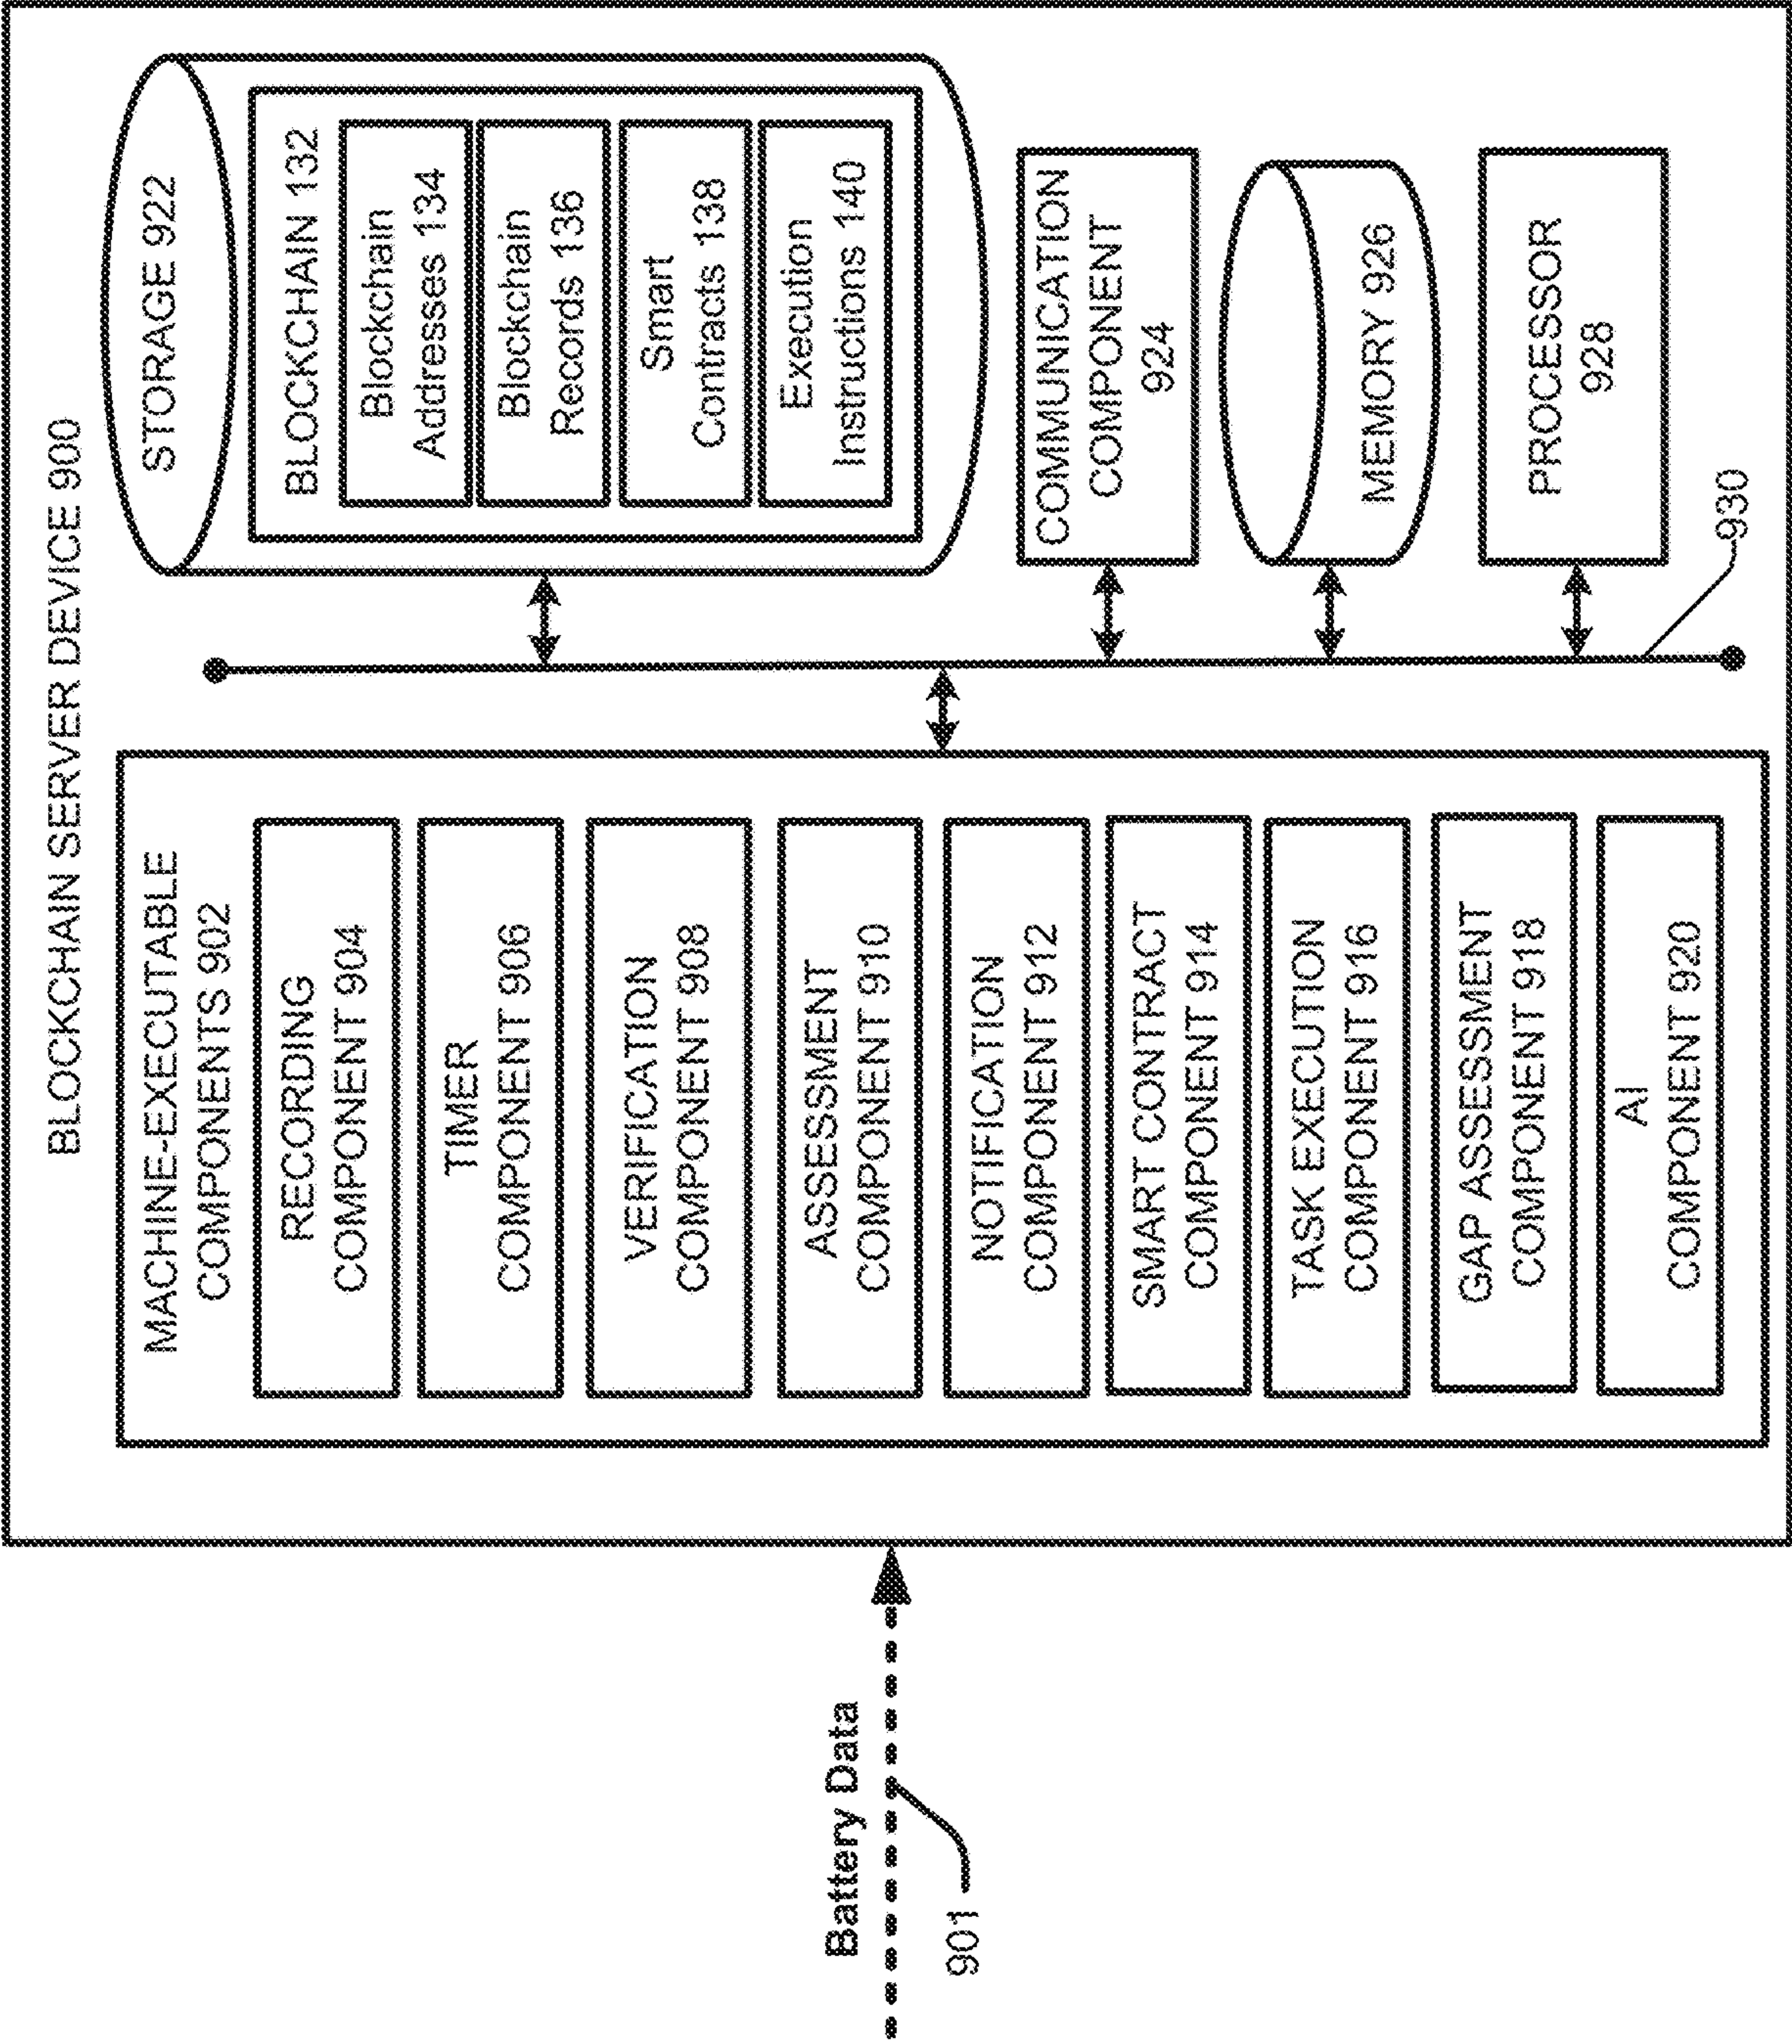 BLOCKCHAIN SERVER DEVICE 900
MACHINE-EXECUTABLE
COMPONENTS 902
RECORDING
COMPONENT 904
TIMER
COMPONENT 906
VERIFICATION
COMPONENT 908
ASSESSMENT
COMPONENT 910
NOTIFICATION
COMPONENT 912
SMART CONTRACT
COMPONENT 914
TASK EXECUTION
COMPONENT 916
GAP ASSESSMENT
COMPONENT 918
AI
COMPONENT 920
STORAGE 922
BLOCKCHAIN 132
Blockchain
Addresses 134
Blockchain
Records 136
Smart
Contracts 138
Execution
Instructions 140
COMMUNICATION
COMPONENT
924
MEMORY 926
PROCESSOR
928
930
Battery Data
901